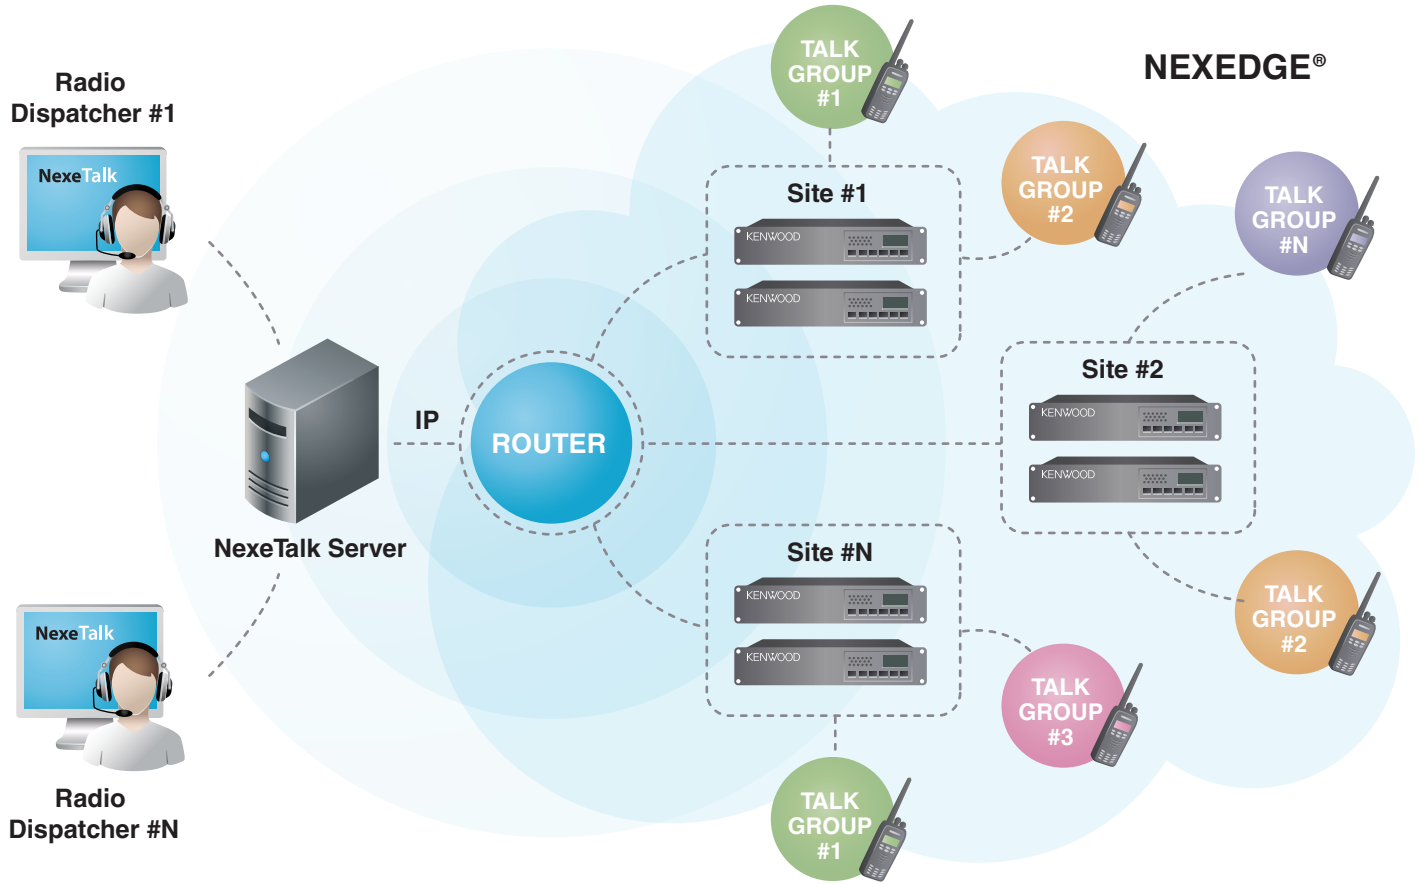 NEXEDGE®
Radio
Dispatcher #1
NexeTalk
TALK
GROUP
#1
Site #1
KENWOOD
KENWOOD
TALK
GROUP
#2
TALK
GROUP
#N
Site #2
KENWOOD
KENWOOD
IP
ROUTER
NexeTalk Server
Site #N
KENWOOD
KENWOOD
TALK
GROUP
#2
TALK
GROUP
#3
TALK
GROUP
#1
NexeTalk
Radio
Dispatcher #N